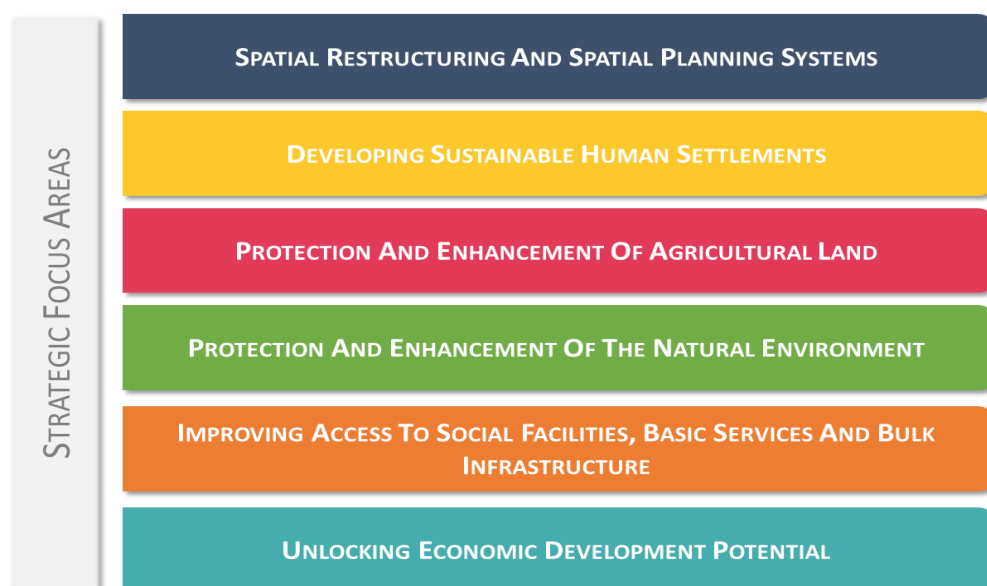 STRATEGIC FOCUS AREAS
SPATIAL RESTRUCTURING AND SPATIAL PLANNING SYSTEMS
DEVELOPING SUSTAINABLE HUMAN SETTLEMENTS
PROTECTION AND ENHANCEMENT OF AGRICULTURAL LAND
PROTECTION AND ENHANCEMENT OF THE NATURAL ENVIRONMENT
IMPROVING ACCESS TO SOCIAL FACILITIES, BASIC SERVICES AND BULK
INFRASTRUCTURE
UNLOCKING ECONOMIC DEVELOPMENT POTENTIAL